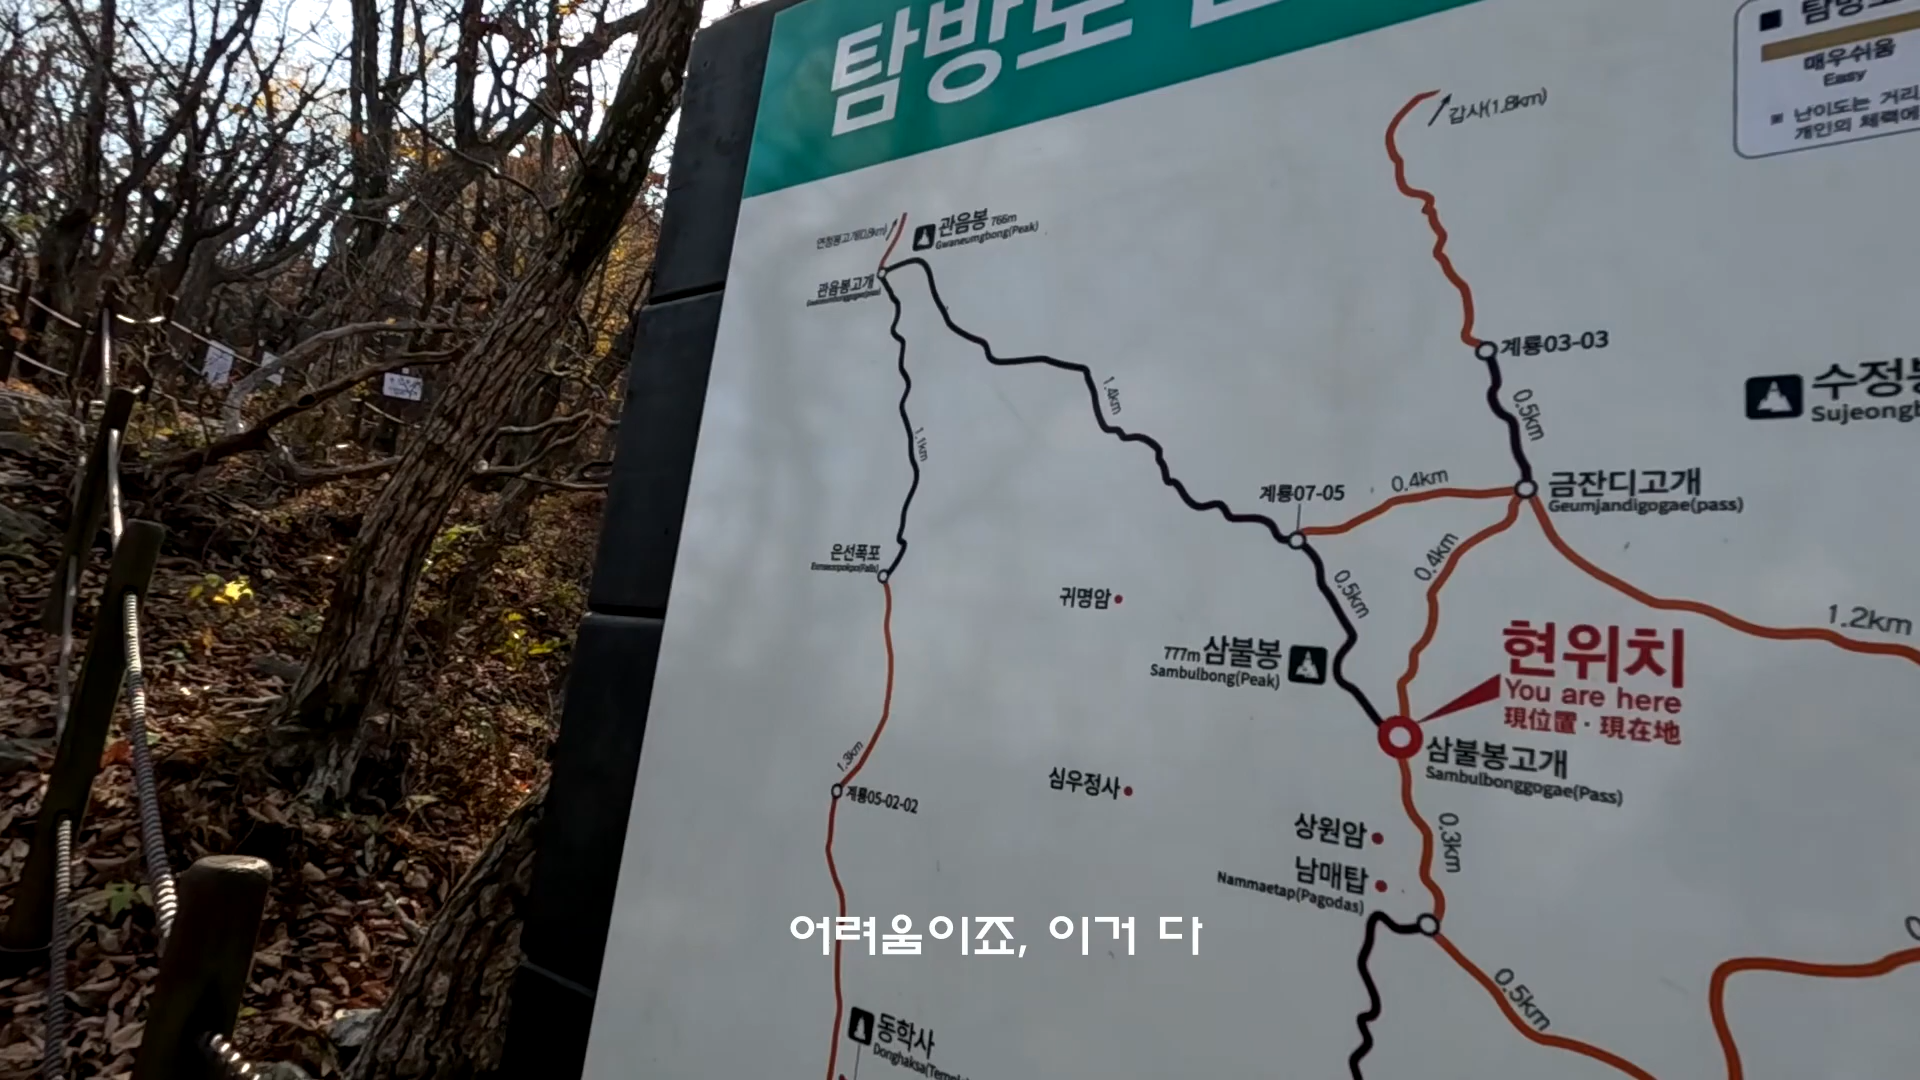 탐방로
탐방로
매우쉬움
Easy
※ 난이도는 거리
개인의 체력에
갑사(1.8km)
관음봉 766m
Gwaneumgbong(Peak)
관음봉고개
계룡03-03
0.5km
수정봉
1.4km
1.1km
계룡07-05
0.4km
금잔디고개
Geumjandigogae(pass)
은선폭포
0.4km
0.5km
귀명암
1.2km
777m 삼불봉
Sambulbong(Peak)
현위치
You are here
現位置 · 現在地
삼불봉고개
Sambulbonggogae(Pass)
1.3km
계룡05-02-02
심우정사
상원암
0.3km
남매탑
Nammaetap(Pagodas)
어려움이죠, 이거 다
0.5km
동학사